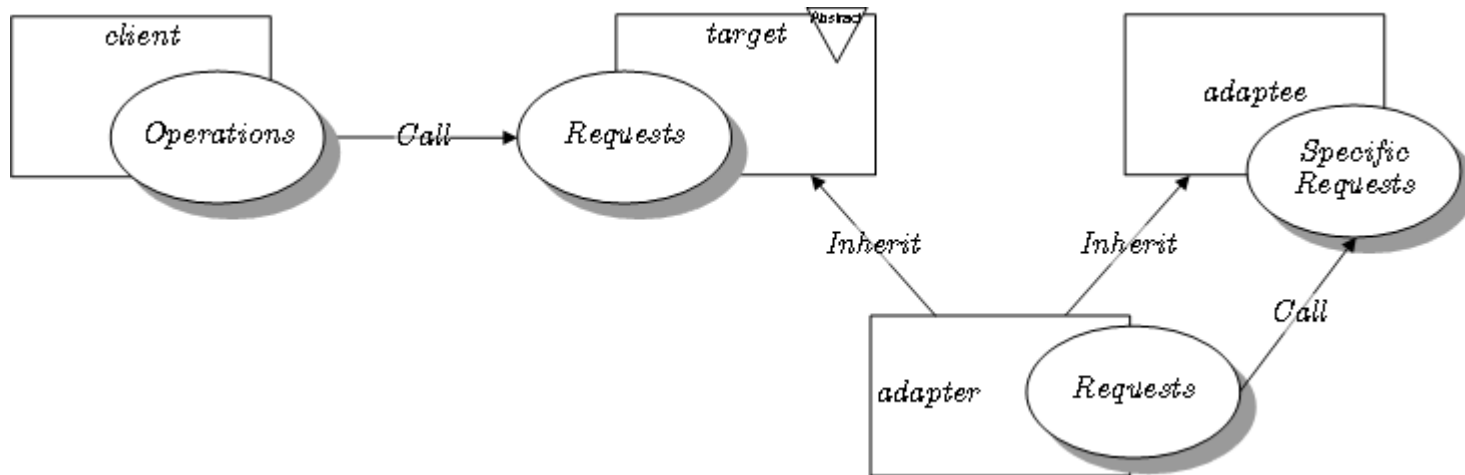 client
target
Abstract
adaptee
Operations
Call
Requests
Specific
Requests
Inherit
Inherit
Call
adapter
Requests